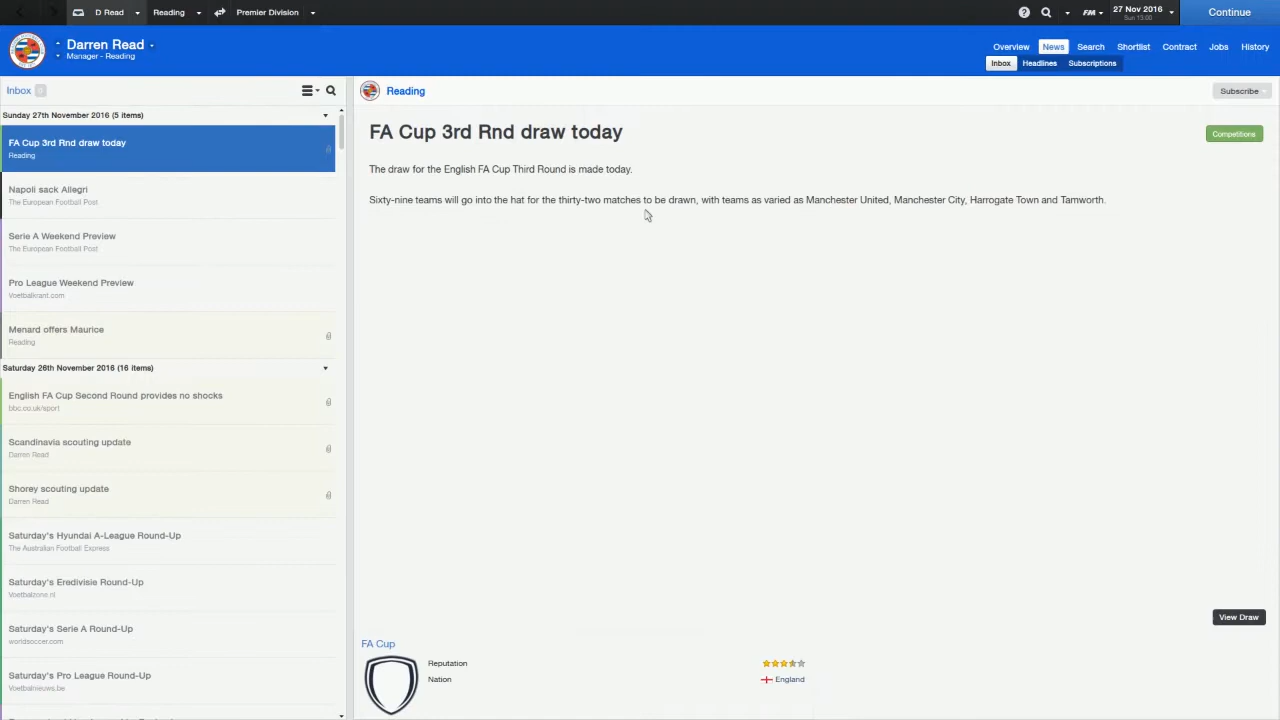 D Read
Reading
Premier Division
FM
27 Nov 2016
Sun 13:00
Continue
Darren Read
Manager - Reading
Overview
News
Search
Shortlist
Contract
Jobs
History
Inbox
Headlines
Subscriptions
Inbox
Reading
Subscribe
Sunday 27th November 2016 (5 items)
FA Cup 3rd Rnd draw today
Reading
Napoli sack Allegri
The European Football Post
Serie A Weekend Preview
The European Football Post
Pro League Weekend Preview
Voetbalkrant.com
Menard offers Maurice
Reading
Saturday 26th November 2016 (16 items)
English FA Cup Second Round provides no shocks
bbc.co.uk/sport
Scandinavia scouting update
Darren Read
Shorey scouting update
Darren Read
Saturday's Hyundai A-League Round-Up
The Australian Football Express
Saturday's Eredivisie Round-Up
Voetbalzone.nl
Saturday's Serie A Round-Up
worldsoccer.com
Saturday's Pro League Round-Up
Voetbalnieuws.be
FA Cup 3rd Rnd draw today
Competitions
The draw for the English FA Cup Third Round is made today.
Sixty-nine teams will go into the hat for the thirty-two matches to be drawn, with teams as varied as Manchester United, Manchester City, Harrogate Town and Tamworth.
View Draw
FA Cup
Reputation
Nation
England